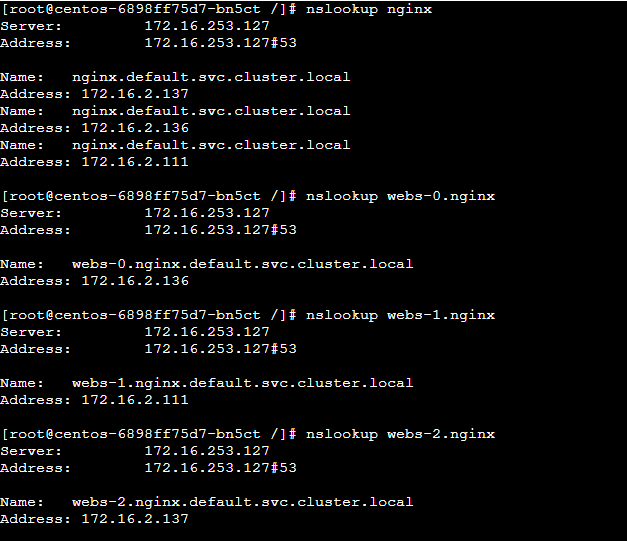 [root@centos-6898ff75d7-bn5ct /]# nslookup nginx
Server:         172.16.253.127
Address:        172.16.253.127#53

Name:   nginx.default.svc.cluster.local
Address: 172.16.2.137
Name:   nginx.default.svc.cluster.local
Address: 172.16.2.136
Name:   nginx.default.svc.cluster.local
Address: 172.16.2.111

[root@centos-6898ff75d7-bn5ct /]# nslookup webs-0.nginx
Server:         172.16.253.127
Address:        172.16.253.127#53

Name:   webs-0.nginx.default.svc.cluster.local
Address: 172.16.2.136

[root@centos-6898ff75d7-bn5ct /]# nslookup webs-1.nginx
Server:         172.16.253.127
Address:        172.16.253.127#53

Name:   webs-1.nginx.default.svc.cluster.local
Address: 172.16.2.111

[root@centos-6898ff75d7-bn5ct /]# nslookup webs-2.nginx
Server:         172.16.253.127
Address:        172.16.253.127#53

Name:   webs-2.nginx.default.svc.cluster.local
Address: 172.16.2.137